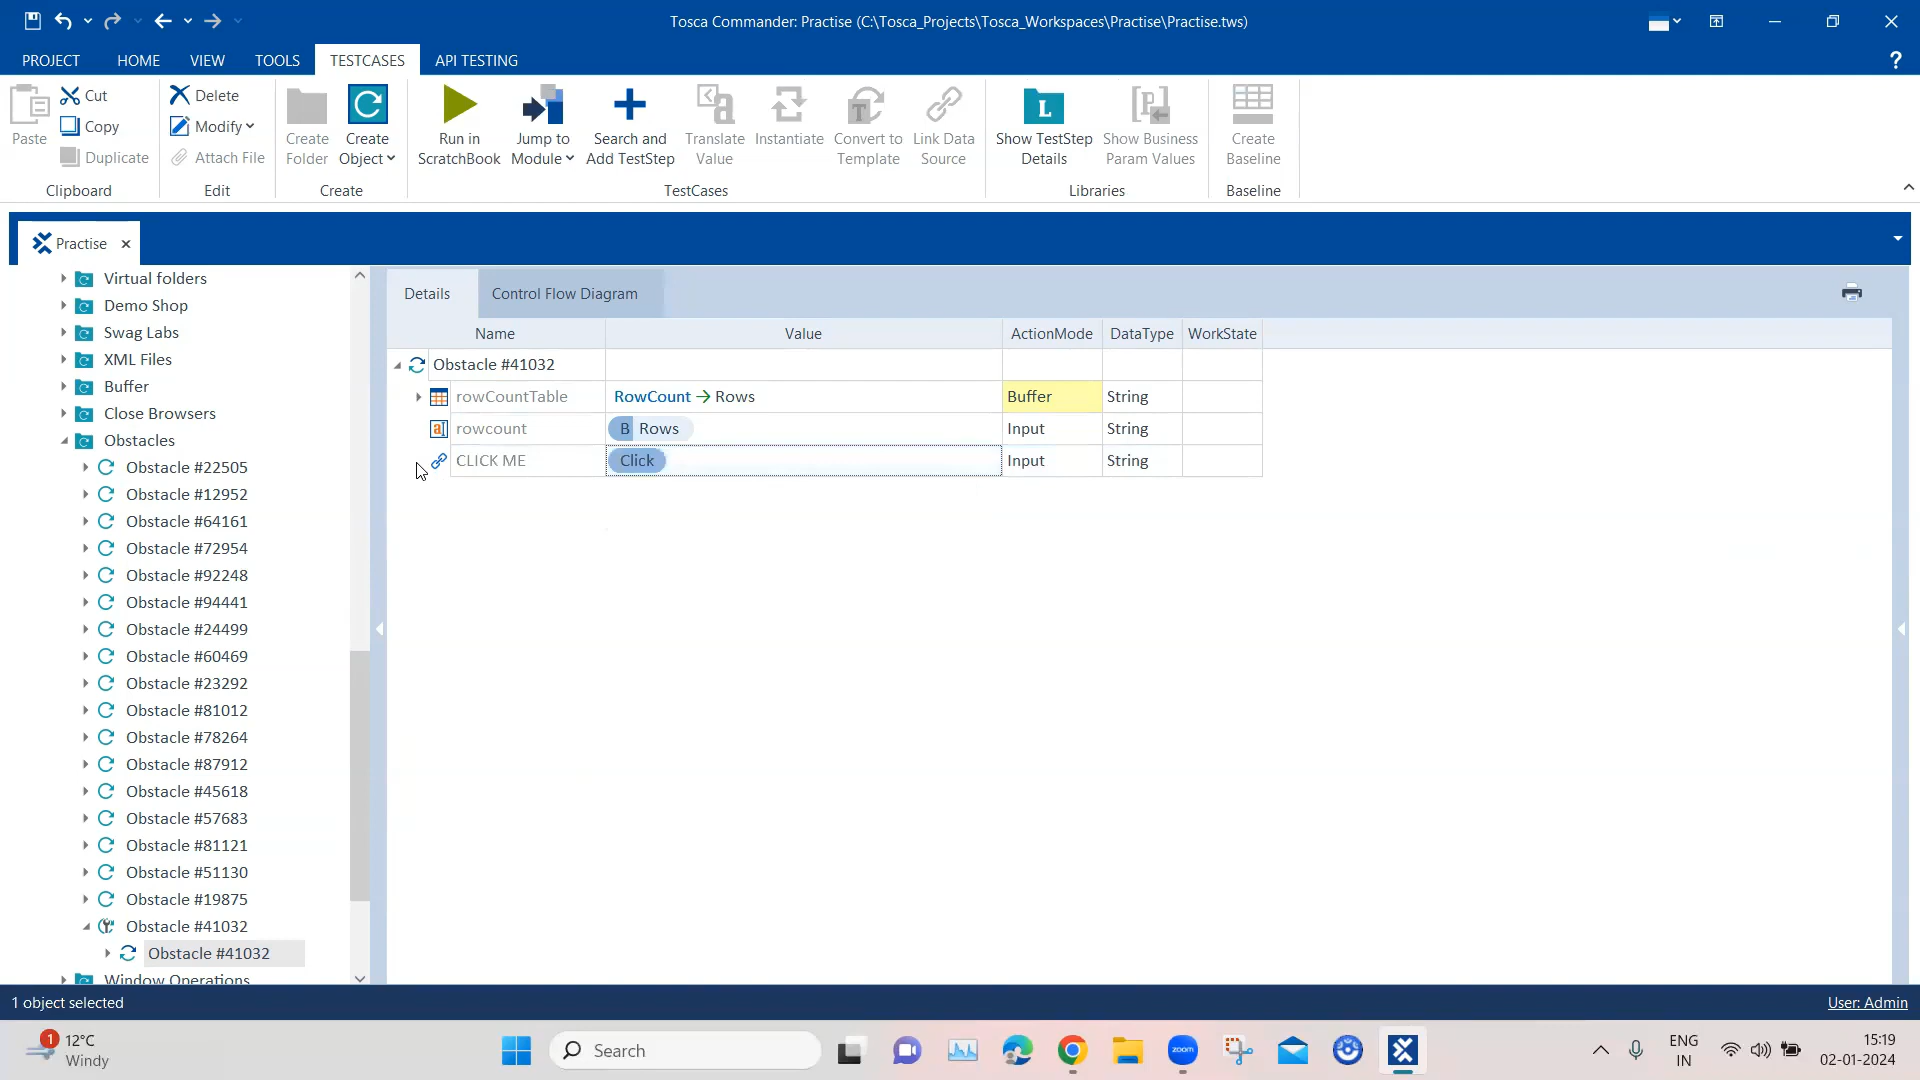 Tosca Commander: Practise (C:\Tosca_Projects\Tosca_Workspaces\Practise\Practise.tws)
PROJECT HOME VIEW TOOLS TESTCASES API TESTING ?
Paste
Cut
Copy
Duplicate
Clipboard
Delete
Modify
Attach File
Edit
Create Folder
Create Object
Create
Run in ScratchBook
Jump to Module
Search and Add TestStep
Translate Value
Instantiate
Convert to Template
Link Data Source
TestCases
Show TestStep Details
Show Business Param Values
Libraries
Create Baseline
Baseline
Practise
Virtual folders
Demo Shop
Swag Labs
XML Files
Buffer
Close Browsers
Obstacles
Obstacle #22505
Obstacle #12952
Obstacle #64161
Obstacle #72954
Obstacle #92248
Obstacle #94441
Obstacle #24499
Obstacle #60469
Obstacle #23292
Obstacle #81012
Obstacle #78264
Obstacle #87912
Obstacle #45618
Obstacle #57683
Obstacle #81121
Obstacle #51130
Obstacle #19875
Obstacle #41032
Obstacle #41032
Window Operations
Details Control Flow Diagram
Name Value ActionMode DataType WorkState
Obstacle #41032
rowCountTable RowCount → Rows Buffer String
rowcount B Rows Input String
CLICK ME Click Input String
1 object selected
User: Admin
1
12°C
Windy
Search
zoom
ENG
IN
15:19
02-01-2024